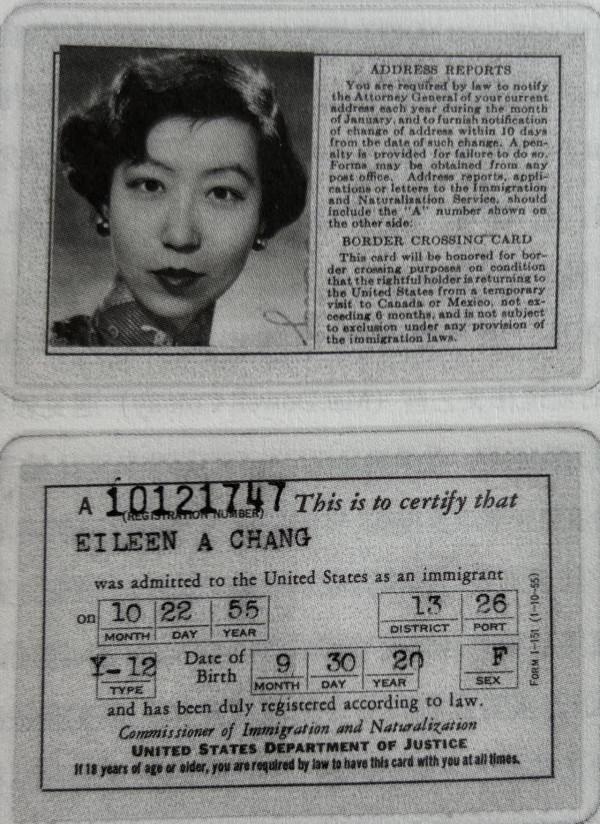 ADDRESS REPORTS
You are required by law to notify
the Attorney General of your current
address each year during the month
of January, and to furnish notification
of change of address within 10 days
from the date of such change. A pen-
alty is provided for failure to do so.
Forms may be obtained from any
post office. Address reports, appli-
cations or letters to the Immigration
and Naturalization Service, should
include the "A" number shown on
the other side.
BORDER CROSSING CARD
This card will be honored for bor-
der crossing purposes on condition
that the rightful holder is returning to
the United States from a temporary
visit to Canada or Mexico, not ex-
ceeding 6 months, and is not subject
to exclusion under any provision of
the immigration laws.
A 10121747 This is to certify that
(REGISTRATION NUMBER)
EILEEN A CHANG
was admitted to the United States as an immigrant
on 10 22 55 13 26
MONTH DAY YEAR DISTRICT PORT
Y-12 Date of Birth 9 30 20 F
TYPE MONTH DAY YEAR SEX
FORM I-151 (1-10-55)
and has been duly registered according to law.
Commissioner of Immigration and Naturalization
UNITED STATES DEPARTMENT OF JUSTICE
If 18 years of age or older, you are required by law to have this card with you at all times.